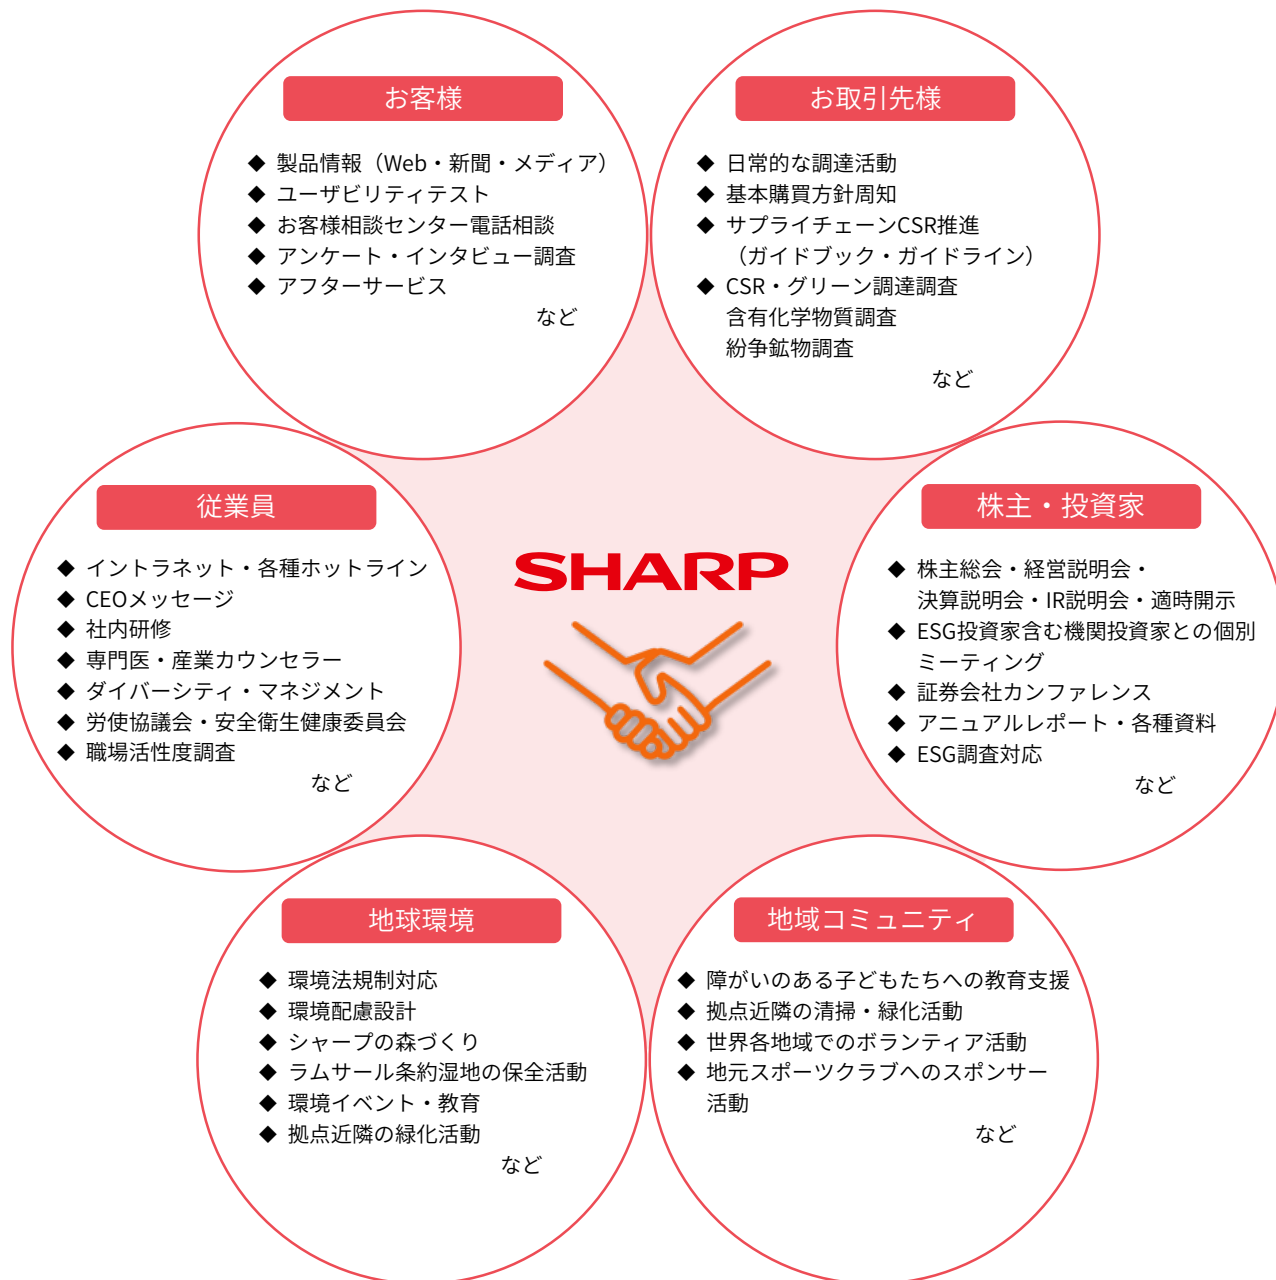 お客様
◆ 製品情報（Web・新聞・メディア）
◆ ユーザビリティテスト
◆ お客様相談センター電話相談
◆ アンケート・インタビュー調査
◆ アフターサービス
など
お取引先様
◆ 日常的な調達活動
◆ 基本購買方針周知
◆ サプライチェーンCSR推進
（ガイドブック・ガイドライン）
◆ CSR・グリーン調達調査
含有化学物質調査
紛争鉱物調査
など
従業員
◆ イントラネット・各種ホットライン
◆ CEOメッセージ
◆ 社内研修
◆ 専門医・産業カウンセラー
◆ ダイバーシティ・マネジメント
◆ 労使協議会・安全衛生健康委員会
◆ 職場活性度調査
など
SHARP
株主・投資家
◆ 株主総会・経営説明会・
決算説明会・IR説明会・適時開示
◆ ESG投資家含む機関投資家との個別
ミーティング
◆ 証券会社カンファレンス
◆ アニュアルレポート・各種資料
◆ ESG調査対応
など
地球環境
◆ 環境法規制対応
◆ 環境配慮設計
◆ シャープの森づくり
◆ ラムサール条約湿地の保全活動
◆ 環境イベント・教育
◆ 拠点近隣の緑化活動
など
地域コミュニティ
◆ 障がいのある子どもたちへの教育支援
◆ 拠点近隣の清掃・緑化活動
◆ 世界各地域でのボランティア活動
◆ 地元スポーツクラブへのスポンサー
活動
など